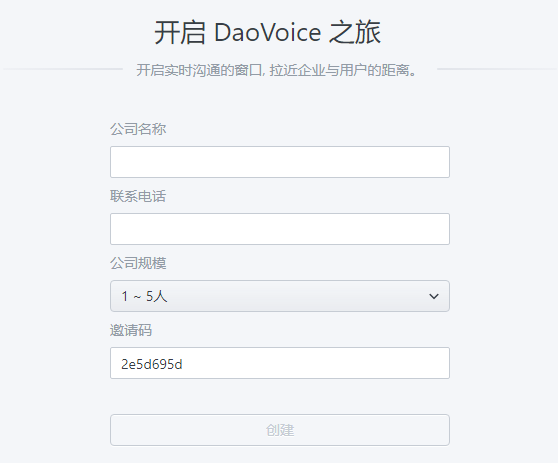 开启 DaoVoice 之旅
开启实时沟通的窗口, 拉近企业与用户的距离。
公司名称
联系电话
公司规模
1 ~ 5人
邀请码
2e5d695d
创建